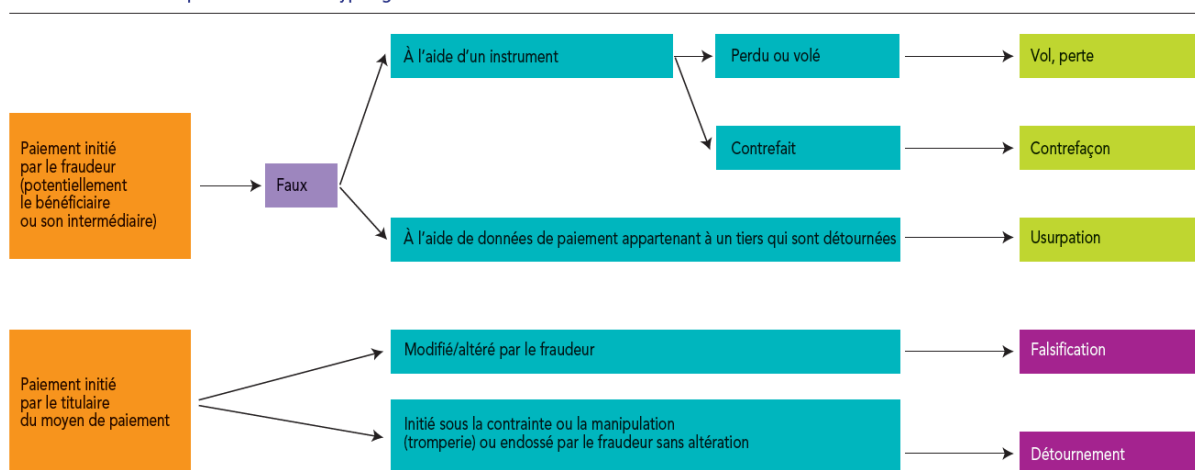 À l'aide d'un instrument
Perdu ou volé
Vol, perte
Paiement initié
par le fraudeur
(potentiellement
le bénéficiaire
ou son intermédiaire)
Faux
Contrefait
Contrefaçon
À l'aide de données de paiement appartenant à un tiers qui sont détournées
Usurpation
Paiement initié
par le titulaire
du moyen de paiement
Modifié/altéré par le fraudeur
Falsification
Initié sous la contrainte ou la manipulation
(tromperie) ou endossé par le fraudeur sans altération
Détournement